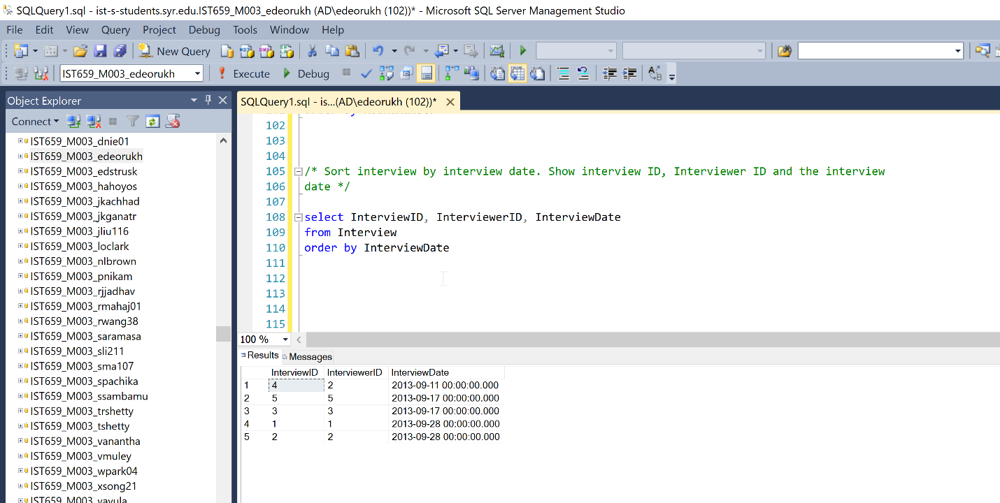 SQLQuery1.sql - ist-s-students.syr.edu.IST659_M003_edeorukh (AD\edeorukh (102))* - Microsoft SQL Server Management Studio
File Edit View Query Project Debug Tools Window Help
New Query
IST659_M003_edeorukh Execute Debug
Object Explorer
Connect
IST659_M003_dnie01
IST659_M003_edeorukh
IST659_M003_edstrusk
IST659_M003_hahoyos
IST659_M003_jkachhad
IST659_M003_jkganatr
IST659_M003_jliu116
IST659_M003_loclark
IST659_M003_nlbrown
IST659_M003_pnikam
IST659_M003_rjjadhav
IST659_M003_rmahaj01
IST659_M003_rwang38
IST659_M003_saramasa
IST659_M003_sli211
IST659_M003_sma107
IST659_M003_spachika
IST659_M003_ssambamu
IST659_M003_trshetty
IST659_M003_tshetty
IST659_M003_vanantha
IST659_M003_vmuley
IST659_M003_wpark04
IST659_M003_xsong21
SQLQuery1.sql - is...(AD\edeorukh (102))*
102
103
104
105 /* Sort interview by interview date. Show interview ID, Interviewer ID and the interview
106 date */
107
108 select InterviewID, InterviewerID, InterviewDate
109 from Interview
110 order by InterviewDate
111
112
113
114
115
100 %
Results Messages
InterviewID InterviewerID InterviewDate
1 4 2 2013-09-11 00:00:00.000
2 5 5 2013-09-17 00:00:00.000
3 3 3 2013-09-17 00:00:00.000
4 1 1 2013-09-28 00:00:00.000
5 2 2 2013-09-28 00:00:00.000